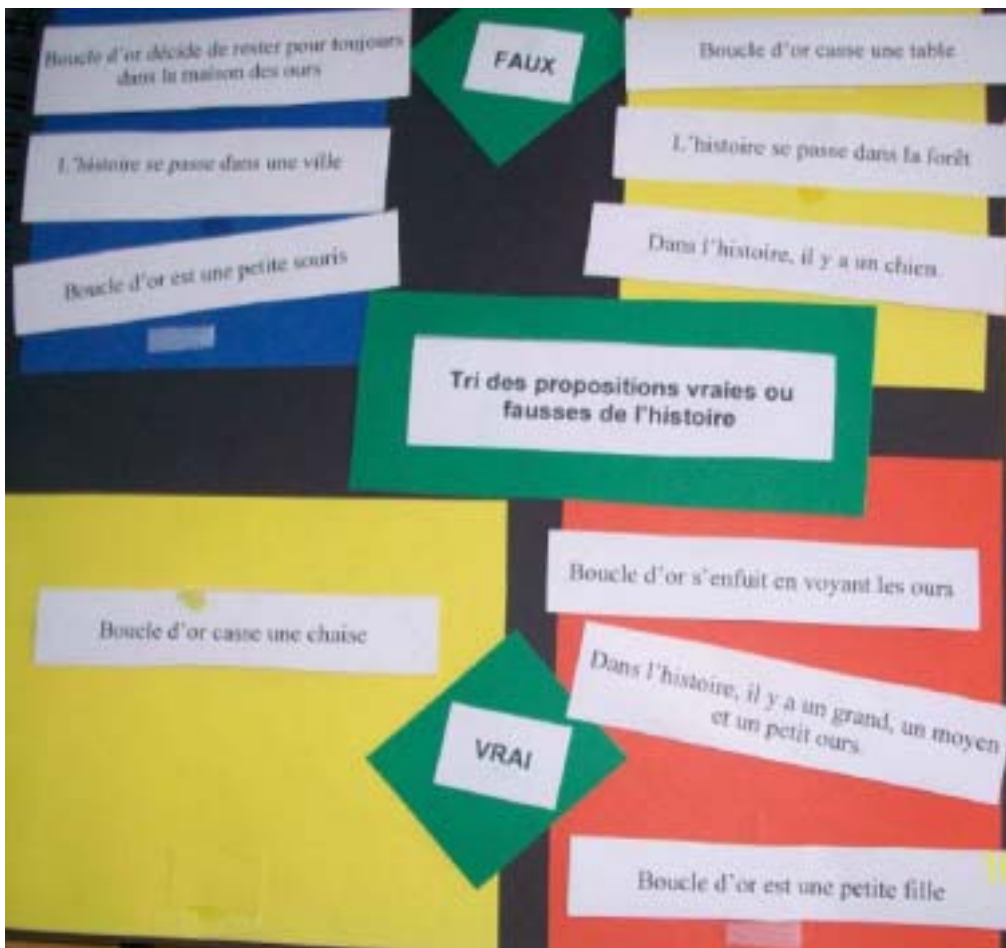 Boucle d'or décide de rester pour toujours
dans la maison des ours
L'histoire se passe dans une ville
Boucle d'or est une petite souris
FAUX
Boucle d'or casse une table
L'histoire se passe dans la forêt
Dans l'histoire, il y a un chien
Tri des propositions vraies ou
fausses de l'histoire
Boucle d'or casse une chaise
VRAI
Boucle d'or s'enfuit en voyant les ours
Dans l'histoire, il y a un grand, un moyen
et un petit ours
Boucle d'or est une petite fille